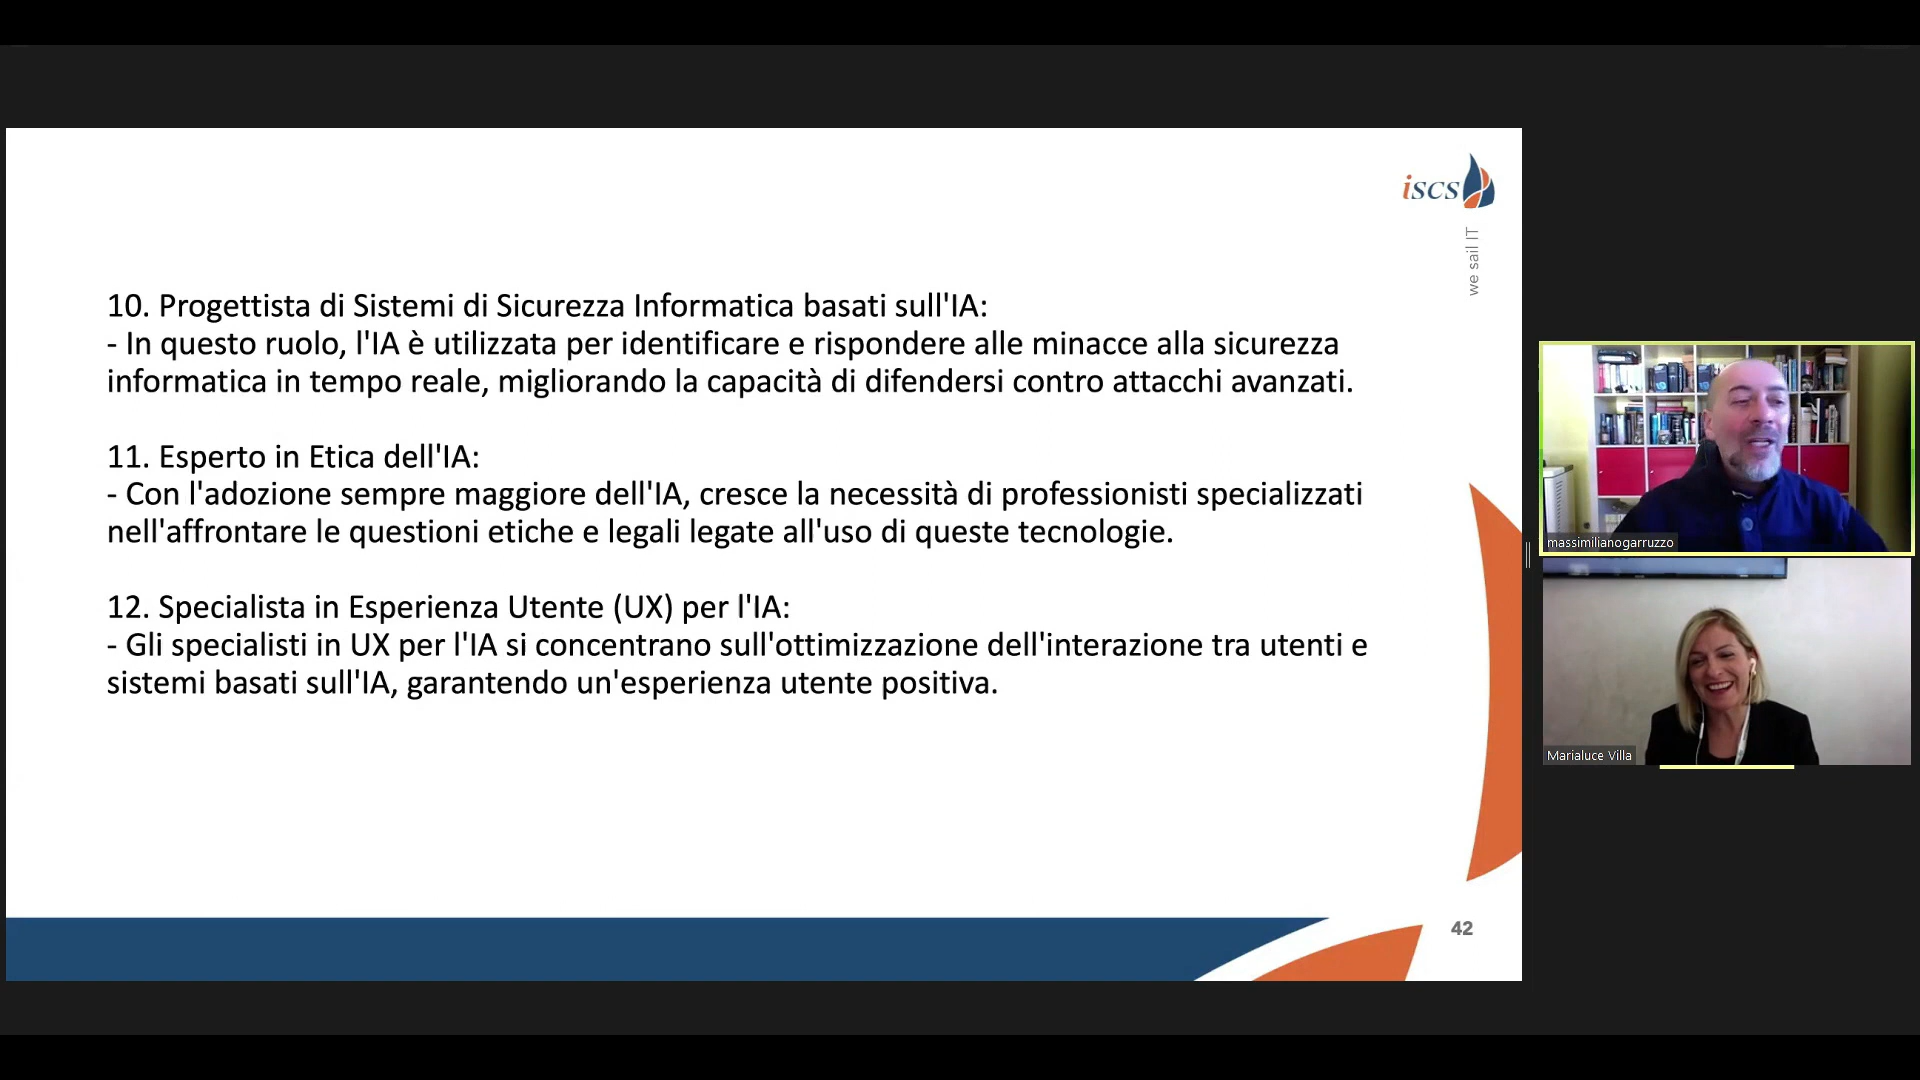 iscs
we sail IT
10. Progettista di Sistemi di Sicurezza Informatica basati sull'IA:
- In questo ruolo, l'IA è utilizzata per identificare e rispondere alle minacce alla sicurezza
informatica in tempo reale, migliorando la capacità di difendersi contro attacchi avanzati.
11. Esperto in Etica dell'IA:
- Con l'adozione sempre maggiore dell'IA, cresce la necessità di professionisti specializzati
nell'affrontare le questioni etiche e legali legate all'uso di queste tecnologie.
12. Specialista in Esperienza Utente (UX) per l'IA:
- Gli specialisti in UX per l'IA si concentrano sull'ottimizzazione dell'interazione tra utenti e
sistemi basati sull'IA, garantendo un'esperienza utente positiva.
42
massimilianogarruzzo
Marialuce Villa